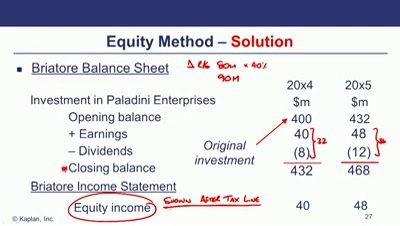 Equity Method – Solution
Briatore Balance Sheet
Δ R/E 80M × 40%
90M
20x4 20x5
Investment in Paladini Enterprises $m $m
Opening balance 400 432
+ Earnings 40 48
– Dividends (8) (12)
32
36
Original
investment
*Closing balance 432 468
Briatore Income Statement
SHOWN AFTER TAX LINE
Equity income 40 48
© Kaplan, Inc.
27